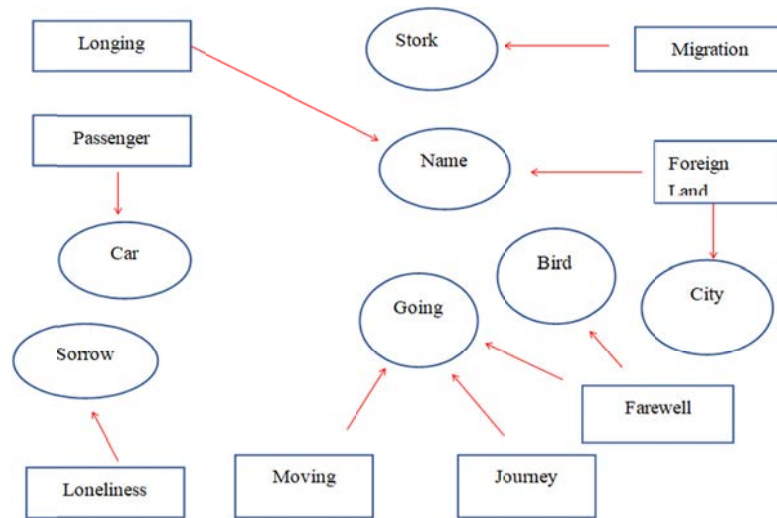 Longing
Stork
Migration
Passenger
Name
Foreign
Land
Car
Bird
City
Going
Sorrow
Farewell
Loneliness
Moving
Journey